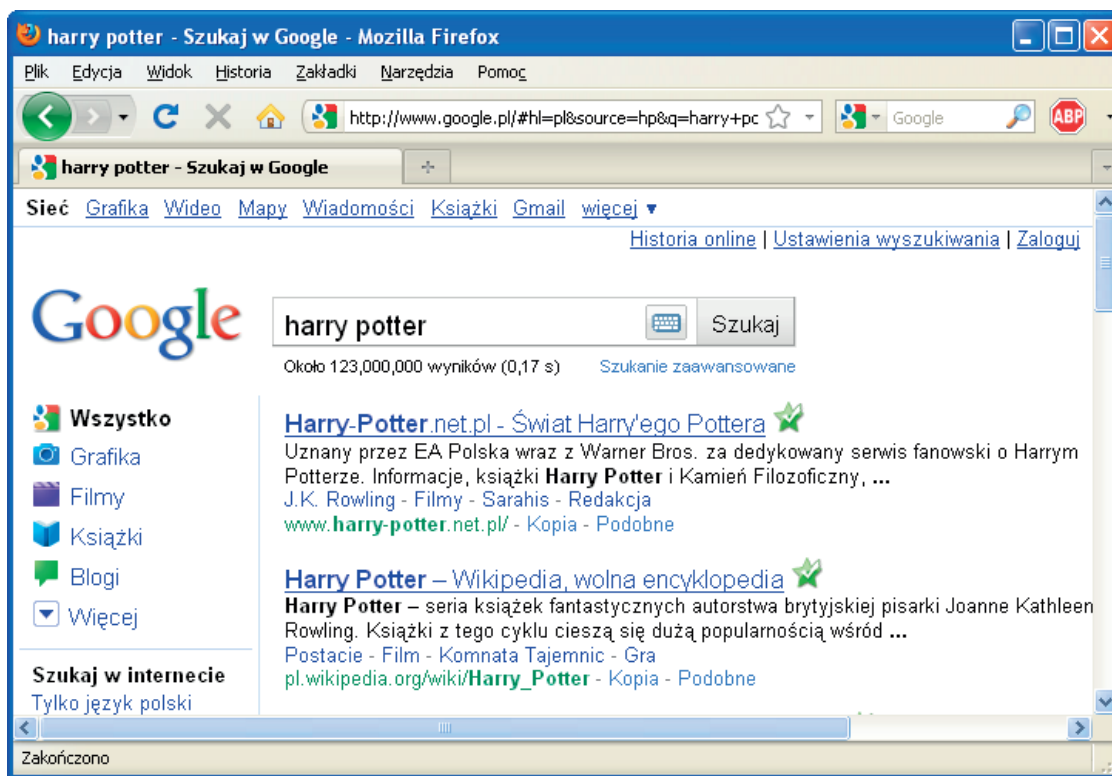 harry potter - Szukaj w Google - Mozilla Firefox
Plik Edycja Widok Historia Zakładki Narzędzia Pomoc
http://www.google.pl/#hl=pl&source=hp&q=harry+pc Google ABP
harry potter - Szukaj w Google
Sieć Grafika Wideo Mapy Wiadomości Książki Gmail więcej ▼
Historia online | Ustawienia wyszukiwania | Zaloguj
Google harry potter Szukaj
Około 123,000,000 wyników (0,17 s) Szukanie zaawansowane
Wszystko
Grafika
Filmy
Książki
Blogi
Więcej
Szukaj w internecie
Tylko język polski
Harry-Potter.net.pl - Świat Harry'ego Pottera
Uznany przez EA Polska wraz z Warner Bros. za dedykowany serwis fanowski o Harrym
Potterze. Informacje, książki Harry Potter i Kamień Filozoficzny, ...
J.K. Rowling - Filmy - Sarahis - Redakcja
www.harry-potter.net.pl/ - Kopia - Podobne
Harry Potter – Wikipedia, wolna encyklopedia
Harry Potter – seria książek fantastycznych autorstwa brytyjskiej pisarki Joanne Kathleen
Rowling. Książki z tego cyklu cieszą się dużą popularnością wśród ...
Postacie - Film - Komnata Tajemnic - Gra
pl.wikipedia.org/wiki/Harry_Potter - Kopia - Podobne
Zakończono